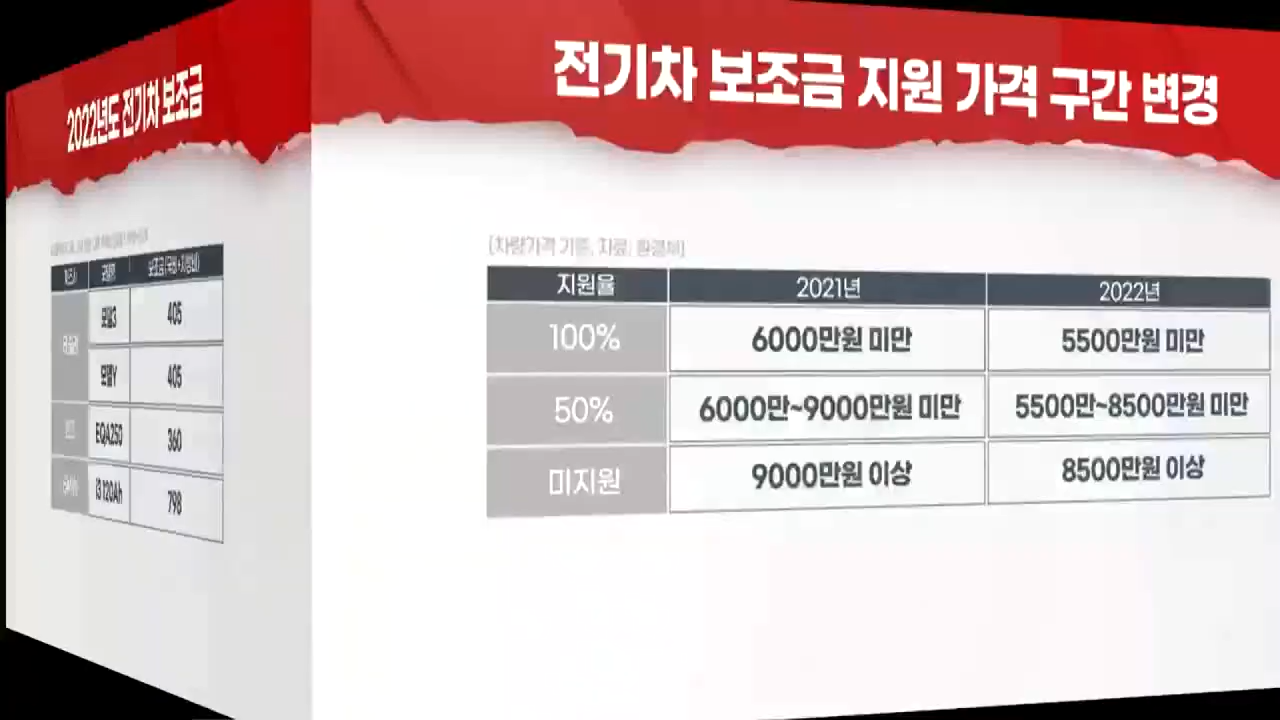 2022년도 전기차 보조금
모델3 405
모델Y 405
EQA250 360
i3 120Ah 798
전기차 보조금 지원 가격 구간 변경
(차량가격 기준, 자료: 환경부)
지원율 2021년 2022년
100% 6000만원 미만 5500만원 미만
50% 6000만~9000만원 미만 5500만~8500만원 미만
미지원 9000만원 이상 8500만원 이상